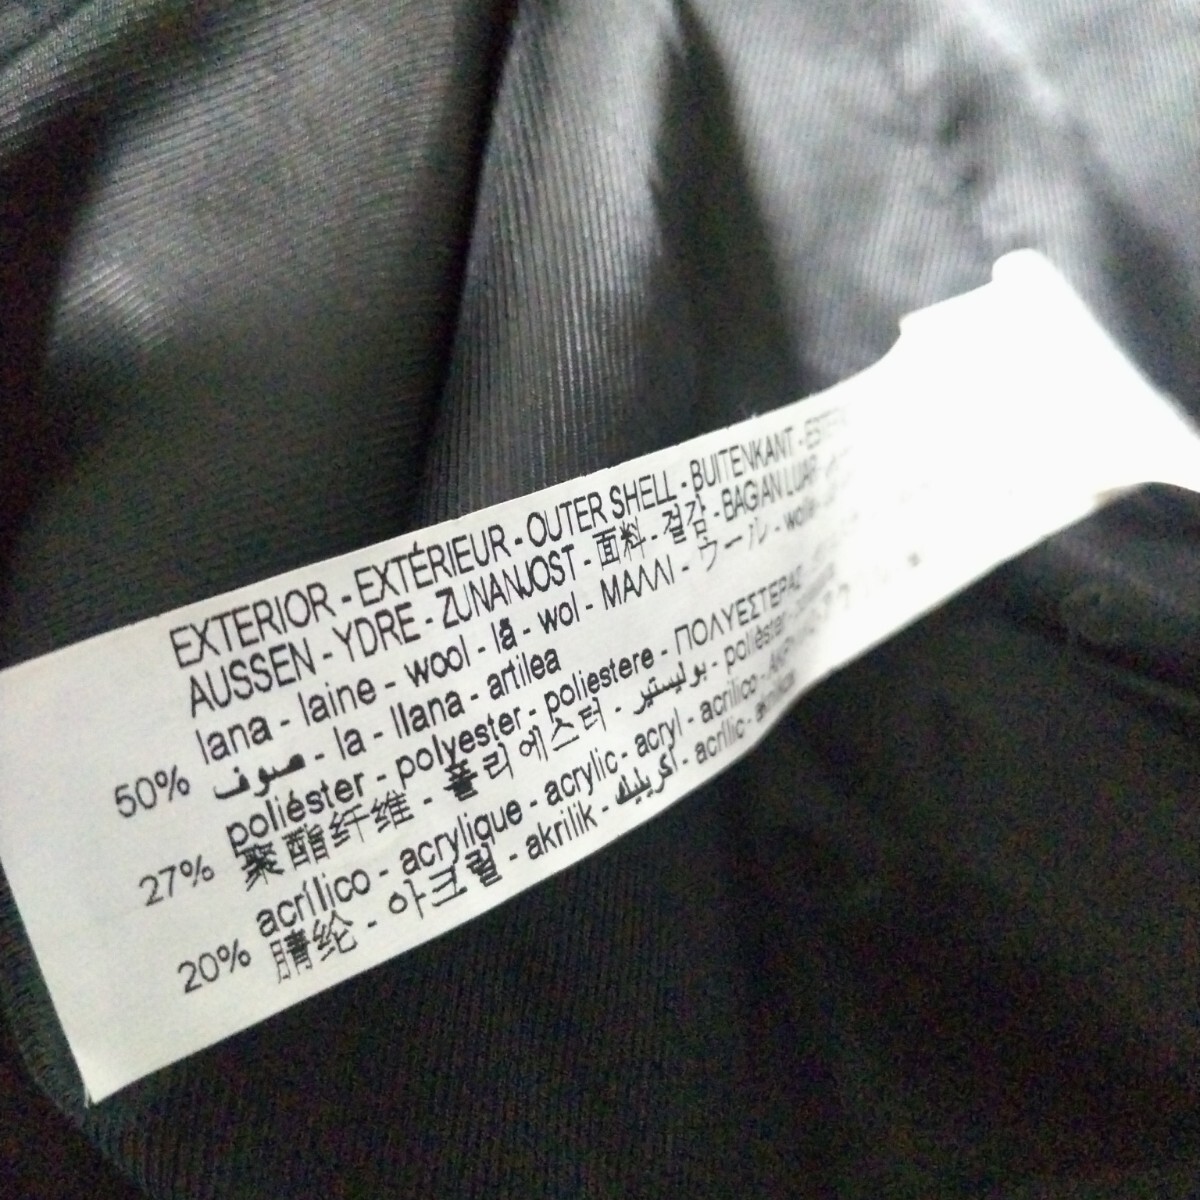 EXTERIOR - EXTÉRIEUR - OUTER SHELL - BUITENKANT -
AUSSEN - YDRE - ZUNANJOST - 面料 - 겉감 - BAGIAN LUAR
50% lana - laine - wool - lã - wol - ΜΑΛΛΙ - ウール -
صوف - la - llana - artilea
27% poliéster - polyester - poliestere - ΠΟΛΥΕΣΤΕΡΑΣ
聚酯纤维 - 폴리에스터 - بوليستير - polièster
20% acrílico - acrylique - acrylic - acryl - acrilico -
腈纶 - 아크릴 - akrilik - أكريليك - acrílic -